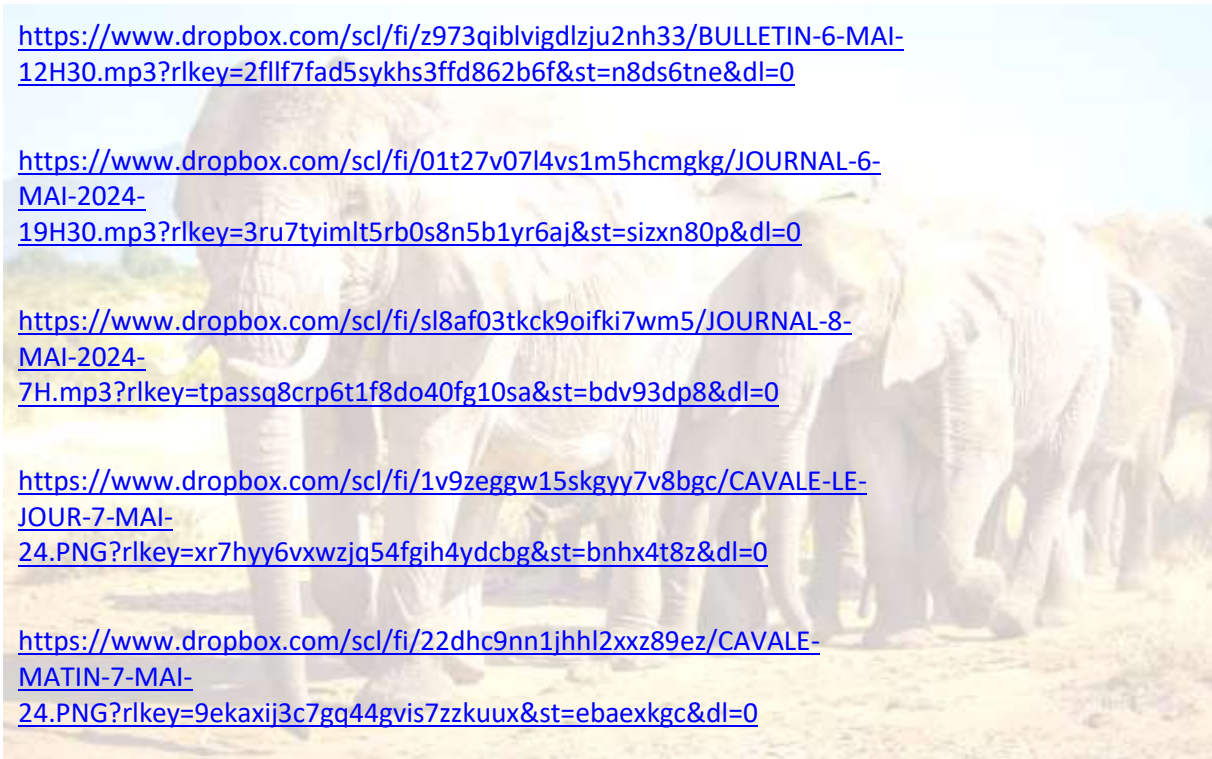 https://www.dropbox.com/scl/fi/z973qiblvigdlzju2nh33/BULLETIN-6-MAI-
12H30.mp3?rlkey=2fllf7fad5sykhs3ffd862b6f&st=n8ds6tne&dl=0
https://www.dropbox.com/scl/fi/01t27v07l4vs1m5hcmgkg/JOURNAL-6-
MAI-2024-
19H30.mp3?rlkey=3ru7tyimlt5rb0s8n5b1yr6aj&st=sizxn80p&dl=0
https://www.dropbox.com/scl/fi/sl8af03tkck9oifki7wm5/JOURNAL-8-
MAI-2024-
7H.mp3?rlkey=tpassq8crp6t1f8do40fg10sa&st=bdv93dp8&dl=0
https://www.dropbox.com/scl/fi/1v9zeggw15skgyy7v8bgc/CAVALE-LE-
JOUR-7-MAI-
24.PNG?rlkey=xr7hyy6vxwzjq54fgih4ydcbg&st=bnhx4t8z&dl=0
https://www.dropbox.com/scl/fi/22dhc9nn1jhhl2xxz89ez/CAVALE-
MATIN-7-MAI-
24.PNG?rlkey=9ekaxij3c7gq44gvis7zzkuux&st=ebaexkgc&dl=0